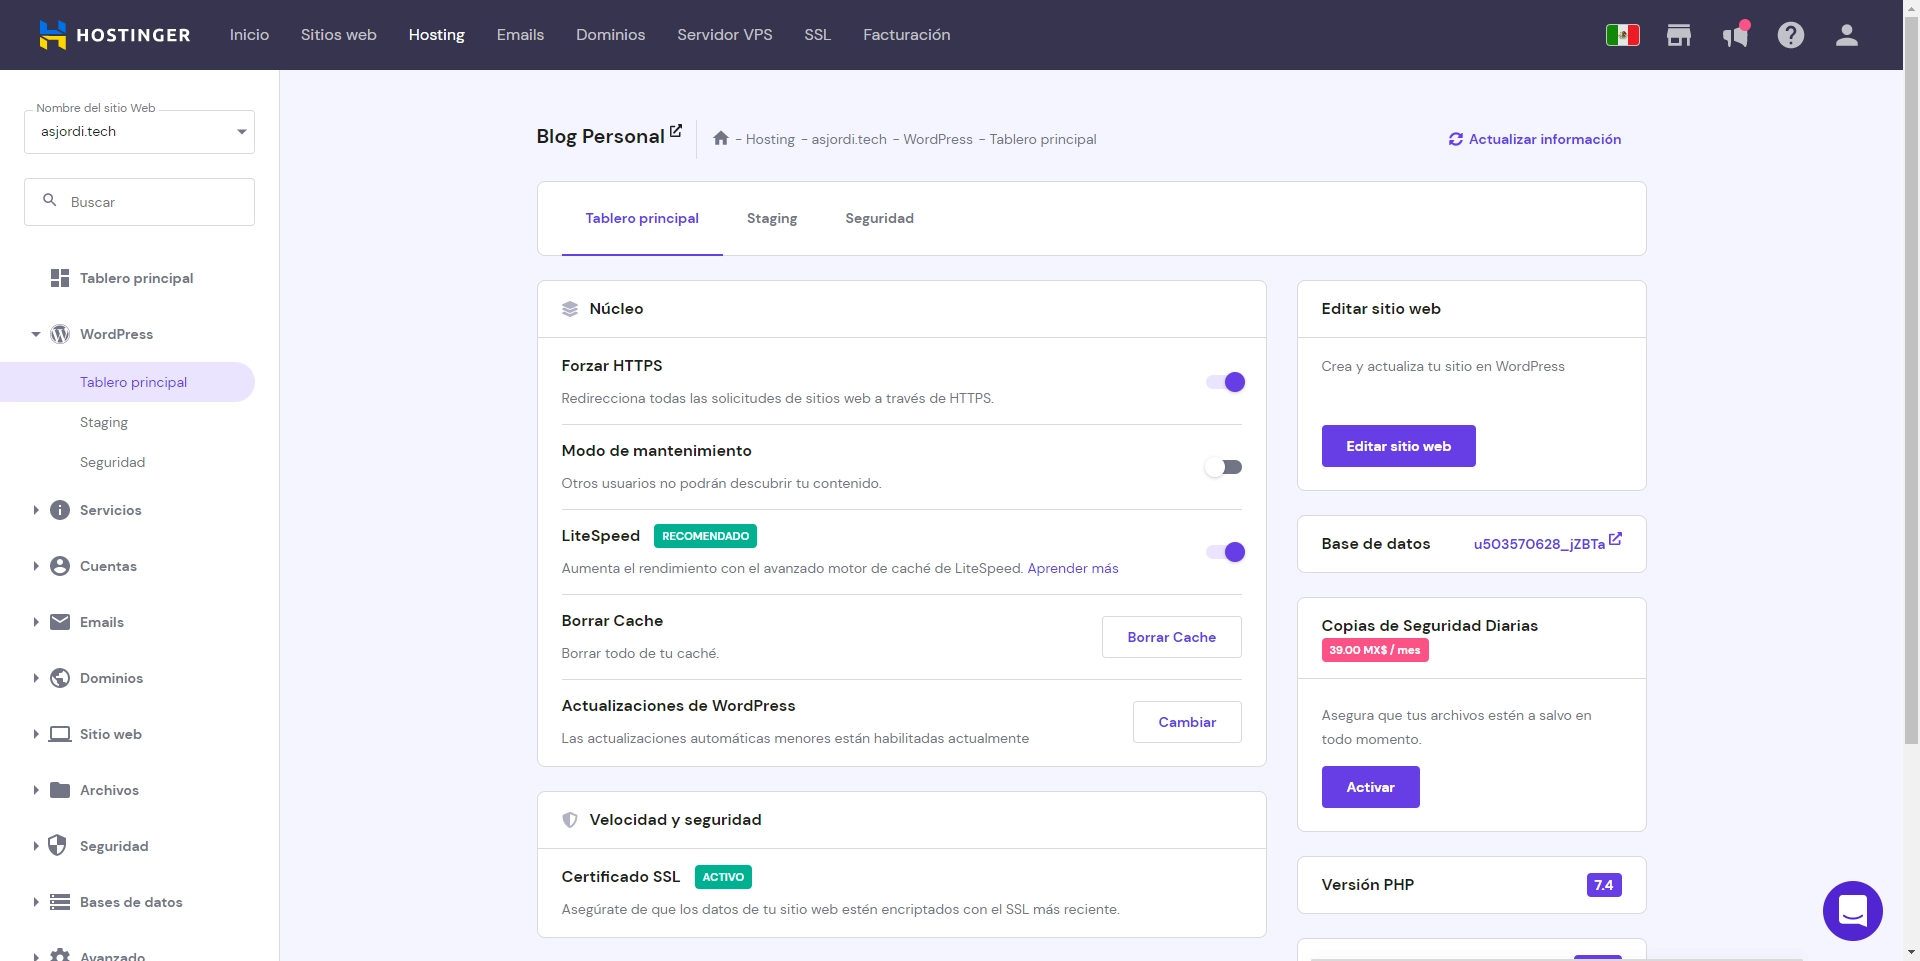 HOSTINGER
Inicio
Sitios web
Hosting
Emails
Dominios
Servidor VPS
SSL
Facturación
Nombre del sitio Web
asjordi.tech
Buscar
Tablero principal
WordPress
Tablero principal
Staging
Seguridad
Servicios
Cuentas
Emails
Dominios
Sitio web
Archivos
Seguridad
Bases de datos
Avanzado
Blog Personal
- Hosting - asjordi.tech - WordPress - Tablero principal
Actualizar información
Tablero principal
Staging
Seguridad
Núcleo
Forzar HTTPS
Redirecciona todas las solicitudes de sitios web a través de HTTPS.
Modo de mantenimiento
Otros usuarios no podrán descubrir tu contenido.
LiteSpeed RECOMENDADO
Aumenta el rendimiento con el avanzado motor de caché de LiteSpeed. Aprender más
Borrar Cache
Borrar todo de tu caché.
Borrar Cache
Actualizaciones de WordPress
Las actualizaciones automáticas menores están habilitadas actualmente
Cambiar
Velocidad y seguridad
Certificado SSL ACTIVO
Asegúrate de que los datos de tu sitio web estén encriptados con el SSL más reciente.
Editar sitio web
Crea y actualiza tu sitio en WordPress
Editar sitio web
Base de datos u503570628_jZBTa
Copias de Seguridad Diarias
39.00 MX$ / mes
Asegura que tus archivos estén a salvo en
todo momento.
Activar
Versión PHP 7.4